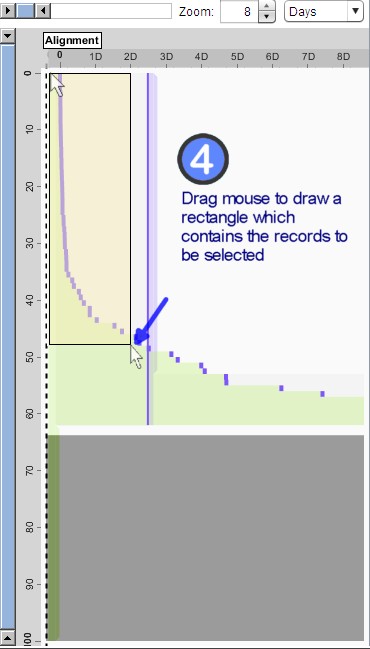 Zoom: 8 Days
Alignment
0 1D 2D 3D 4D 5D 6D 7D 8D
0
10
20
30
40
50
60
70
80
90
100
4
Drag mouse to draw a
rectangle which
contains the records to
be selected